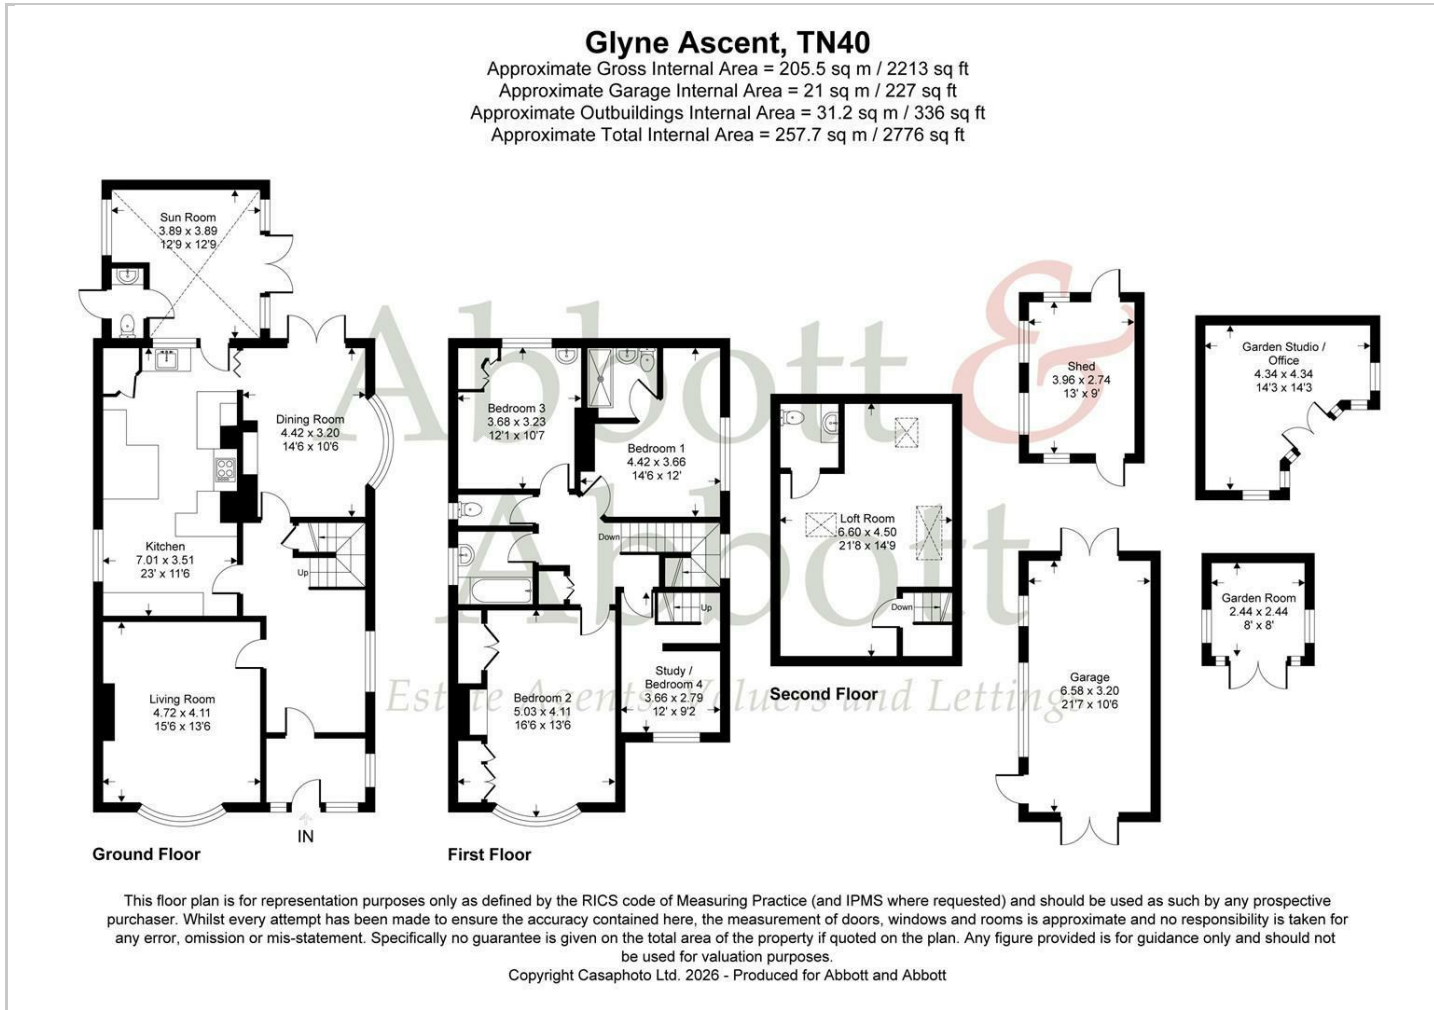 Glyne Ascent, TN40
Approximate Gross Internal Area = 205.5 sq m / 2213 sq ft
Approximate Garage Internal Area = 21 sq m / 227 sq ft
Approximate Outbuildings Internal Area = 31.2 sq m / 336 sq ft
Approximate Total Internal Area = 257.7 sq m / 2776 sq ft
Sun Room
3.89 x 3.89
12'9 x 12'9
Dining Room
4.42 x 3.20
14'6 x 10'6
Kitchen
7.01 x 3.51
23' x 11'6
Up
Living Room
4.72 x 4.11
15'6 x 13'6
IN
Ground Floor
Bedroom 3
3.68 x 3.23
12'1 x 10'7
Bedroom 1
4.42 x 3.66
14'6 x 12'
Down
Up
Bedroom 2
5.03 x 4.11
16'6 x 13'6
Study /
Bedroom 4
3.66 x 2.79
12' x 9'2
First Floor
Loft Room
6.60 x 4.50
21'8 x 14'9
Down
Second Floor
Shed
3.96 x 2.74
13' x 9'
Garden Studio /
Office
4.34 x 4.34
14'3 x 14'3
Garage
6.58 x 3.20
21'7 x 10'6
Garden Room
2.44 x 2.44
8' x 8'
Abbott &
Abbott
Estate Agents, Valuers and Lettings
This floor plan is for representation purposes only as defined by the RICS code of Measuring Practice (and IPMS where requested) and should be used as such by any prospective
purchaser. Whilst every attempt has been made to ensure the accuracy contained here, the measurement of doors, windows and rooms is approximate and no responsibility is taken for
any error, omission or mis-statement. Specifically no guarantee is given on the total area of the property if quoted on the plan. Any figure provided is for guidance only and should not
be used for valuation purposes.
Copyright Casaphoto Ltd. 2026 - Produced for Abbott and Abbott